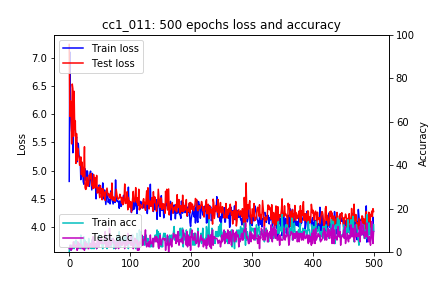 cc1_011: 500 epochs loss and accuracy
Train loss
Test loss
Train acc
Test acc
Loss
7.0
6.5
6.0
5.5
5.0
4.5
4.0
Accuracy
100
80
60
40
20
0
0 100 200 300 400 500